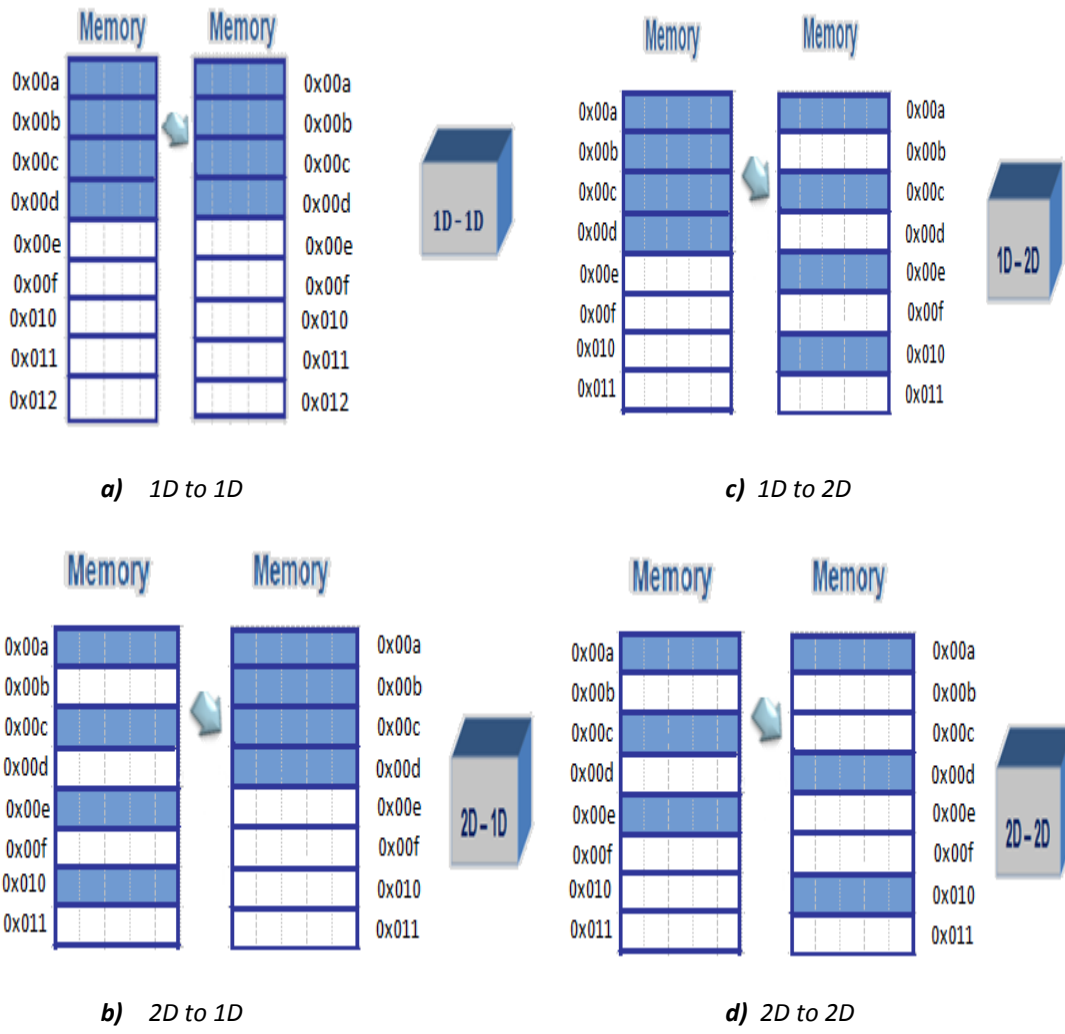 Memory Memory
0x00a 0x00a
0x00b 0x00b
0x00c 0x00c
0x00d 0x00d
0x00e 0x00e
0x00f 0x00f
0x010 0x010
0x011 0x011
0x012 0x012
1D - 1D
a) 1D to 1D
Memory Memory
0x00a 0x00a
0x00b 0x00b
0x00c 0x00c
0x00d 0x00d
0x00e 0x00e
0x00f 0x00f
0x010 0x010
0x011 0x011
1D – 2D
c) 1D to 2D
Memory Memory
0x00a 0x00a
0x00b 0x00b
0x00c 0x00c
0x00d 0x00d
0x00e 0x00e
0x00f 0x00f
0x010 0x010
0x011 0x011
2D – 1D
b) 2D to 1D
Memory Memory
0x00a 0x00a
0x00b 0x00b
0x00c 0x00c
0x00d 0x00d
0x00e 0x00e
0x00f 0x00f
0x010 0x010
0x011 0x011
2D – 2D
d) 2D to 2D